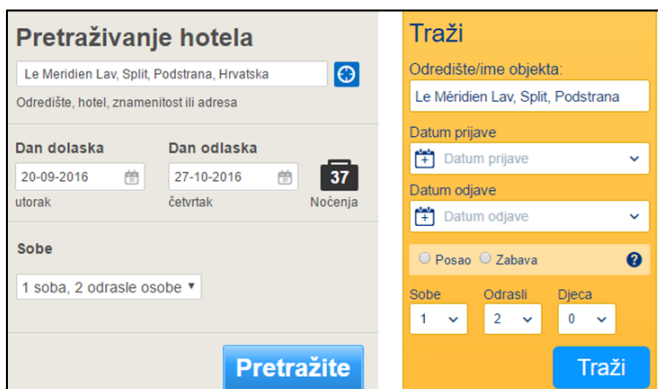 Pretraživanje hotela
Le Meridien Lav, Split, Podstrana, Hrvatska
Odredište, hotel, znamenitost ili adresa
Dan dolaska Dan odlaska
20-09-2016 27-10-2016 37
utorak četvrtak Noćenja
Sobe
1 soba, 2 odrasle osobe
Pretražite
Traži
Odredište/ime objekta:
Le Méridien Lav, Split, Podstrana
Datum prijave
Datum prijave
Datum odjave
Datum odjave
Posao Zabava ?
Sobe Odrasli Djeca
1 2 0
Traži